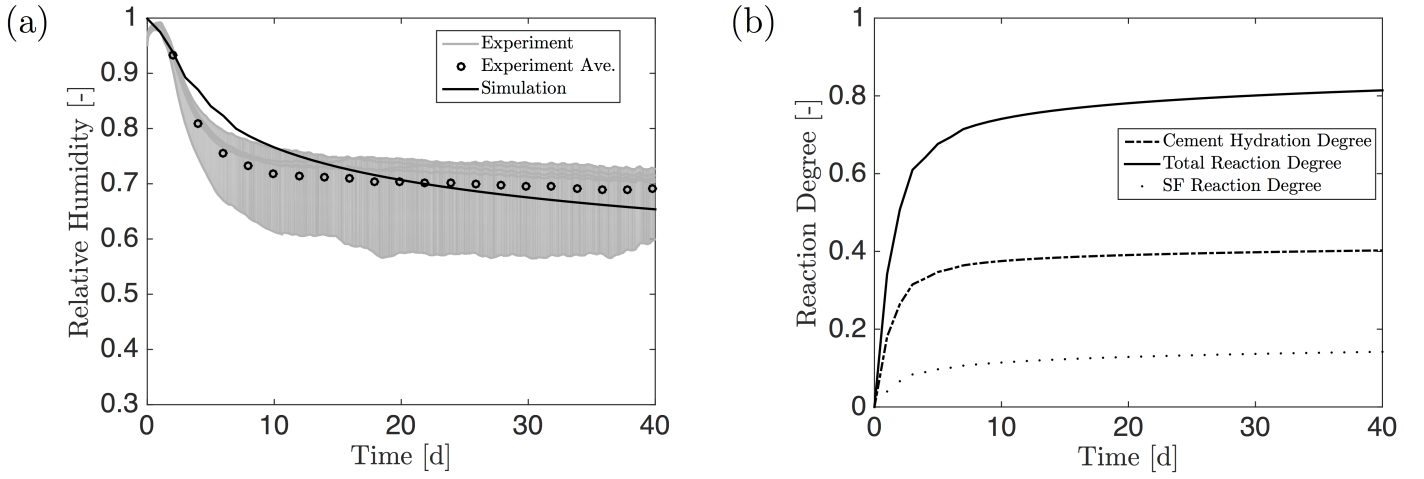 (a)
Relative Humidity [-]
1
0.9
0.8
0.7
0.6
0.5
0.4
0.3
Experiment
Experiment Ave.
Simulation
0
10
20
30
40
Time [d]
(b)
Reaction Degree [-]
1
0.8
0.6
0.4
0.2
0
Cement Hydration Degree
Total Reaction Degree
SF Reaction Degree
0
10
20
30
40
Time [d]